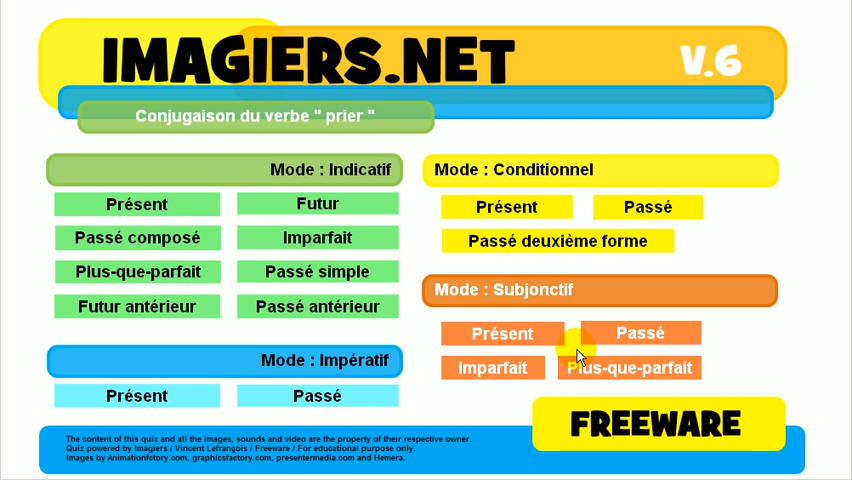 IMAGIERS.NET
V.6
Conjugaison du verbe " prier "
Mode : Indicatif
Présent
Futur
Passé composé
Imparfait
Plus-que-parfait
Passé simple
Futur antérieur
Passé antérieur
Mode : Impératif
Présent
Passé
Mode : Conditionnel
Présent
Passé
Passé deuxième forme
Mode : Subjonctif
Présent
Passé
Imparfait
Plus-que-parfait
FREEWARE
The content of this quiz and all the images, sounds and video are the property of their respective owner.
Quiz powered by Imagiers / Vincent Lefrançois / Freeware / For educational purpose only.
Images by Animationfctory.com, graphicsfactory.com, presentermedia.com and Hemera.